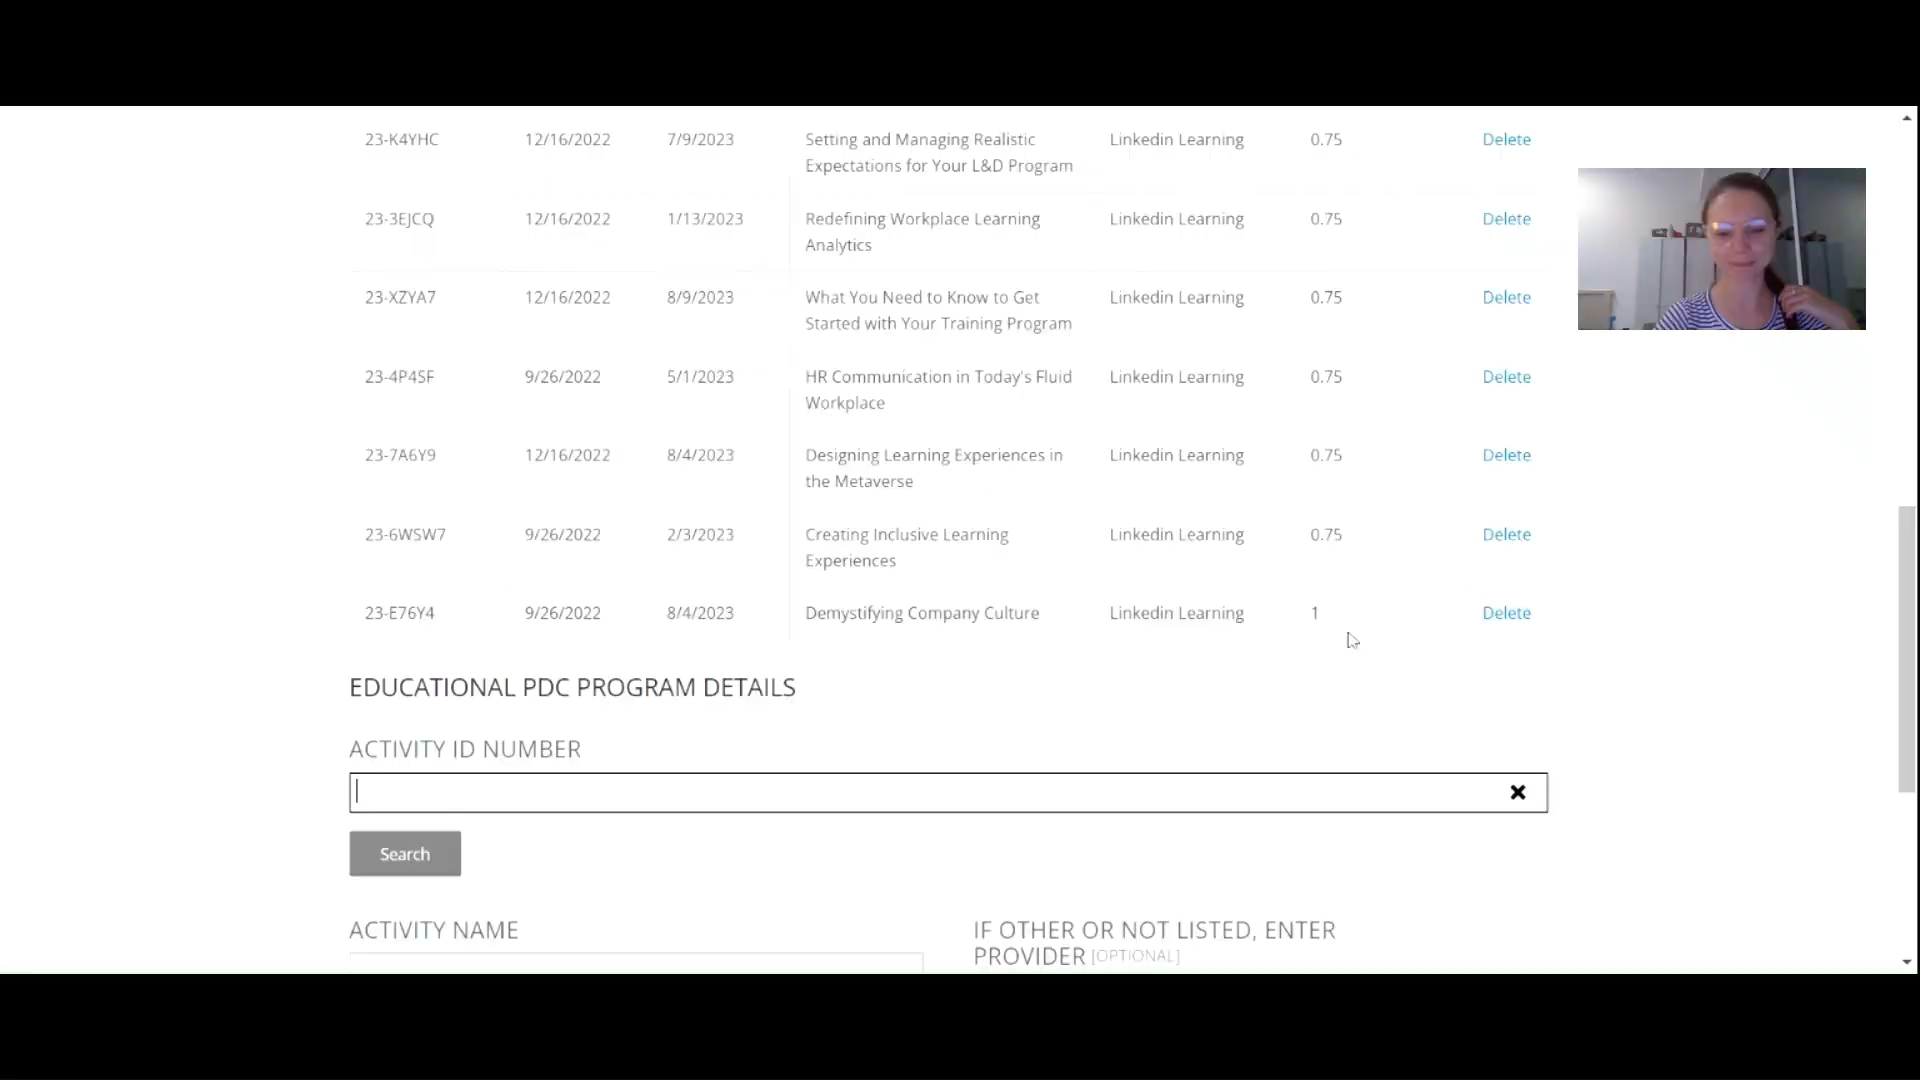 23-K4YHC 12/16/2022 7/9/2023 Setting and Managing Realistic Linkedin Learning 0.75 Delete
Expectations for Your L&D Program
23-3EJCQ 12/16/2022 1/13/2023 Redefining Workplace Learning Linkedin Learning 0.75 Delete
Analytics
23-XZYA7 12/16/2022 8/9/2023 What You Need to Know to Get Linkedin Learning 0.75 Delete
Started with Your Training Program
23-4P4SF 9/26/2022 5/1/2023 HR Communication in Today's Fluid Linkedin Learning 0.75 Delete
Workplace
23-7A6Y9 12/16/2022 8/4/2023 Designing Learning Experiences in Linkedin Learning 0.75 Delete
the Metaverse
23-6WSW7 9/26/2022 2/3/2023 Creating Inclusive Learning Linkedin Learning 0.75 Delete
Experiences
23-E76Y4 9/26/2022 8/4/2023 Demystifying Company Culture Linkedin Learning 1 Delete
EDUCATIONAL PDC PROGRAM DETAILS
ACTIVITY ID NUMBER
Search
ACTIVITY NAME
IF OTHER OR NOT LISTED, ENTER
PROVIDER [OPTIONAL]